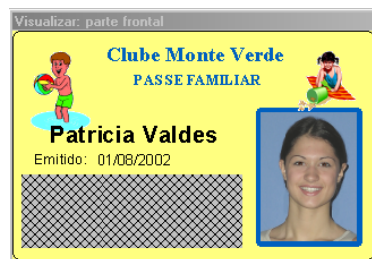 Visualizar: parte frontal
Clube Monte Verde
PASSE FAMILIAR
Patricia Valdes
Emitido: 01/08/2002